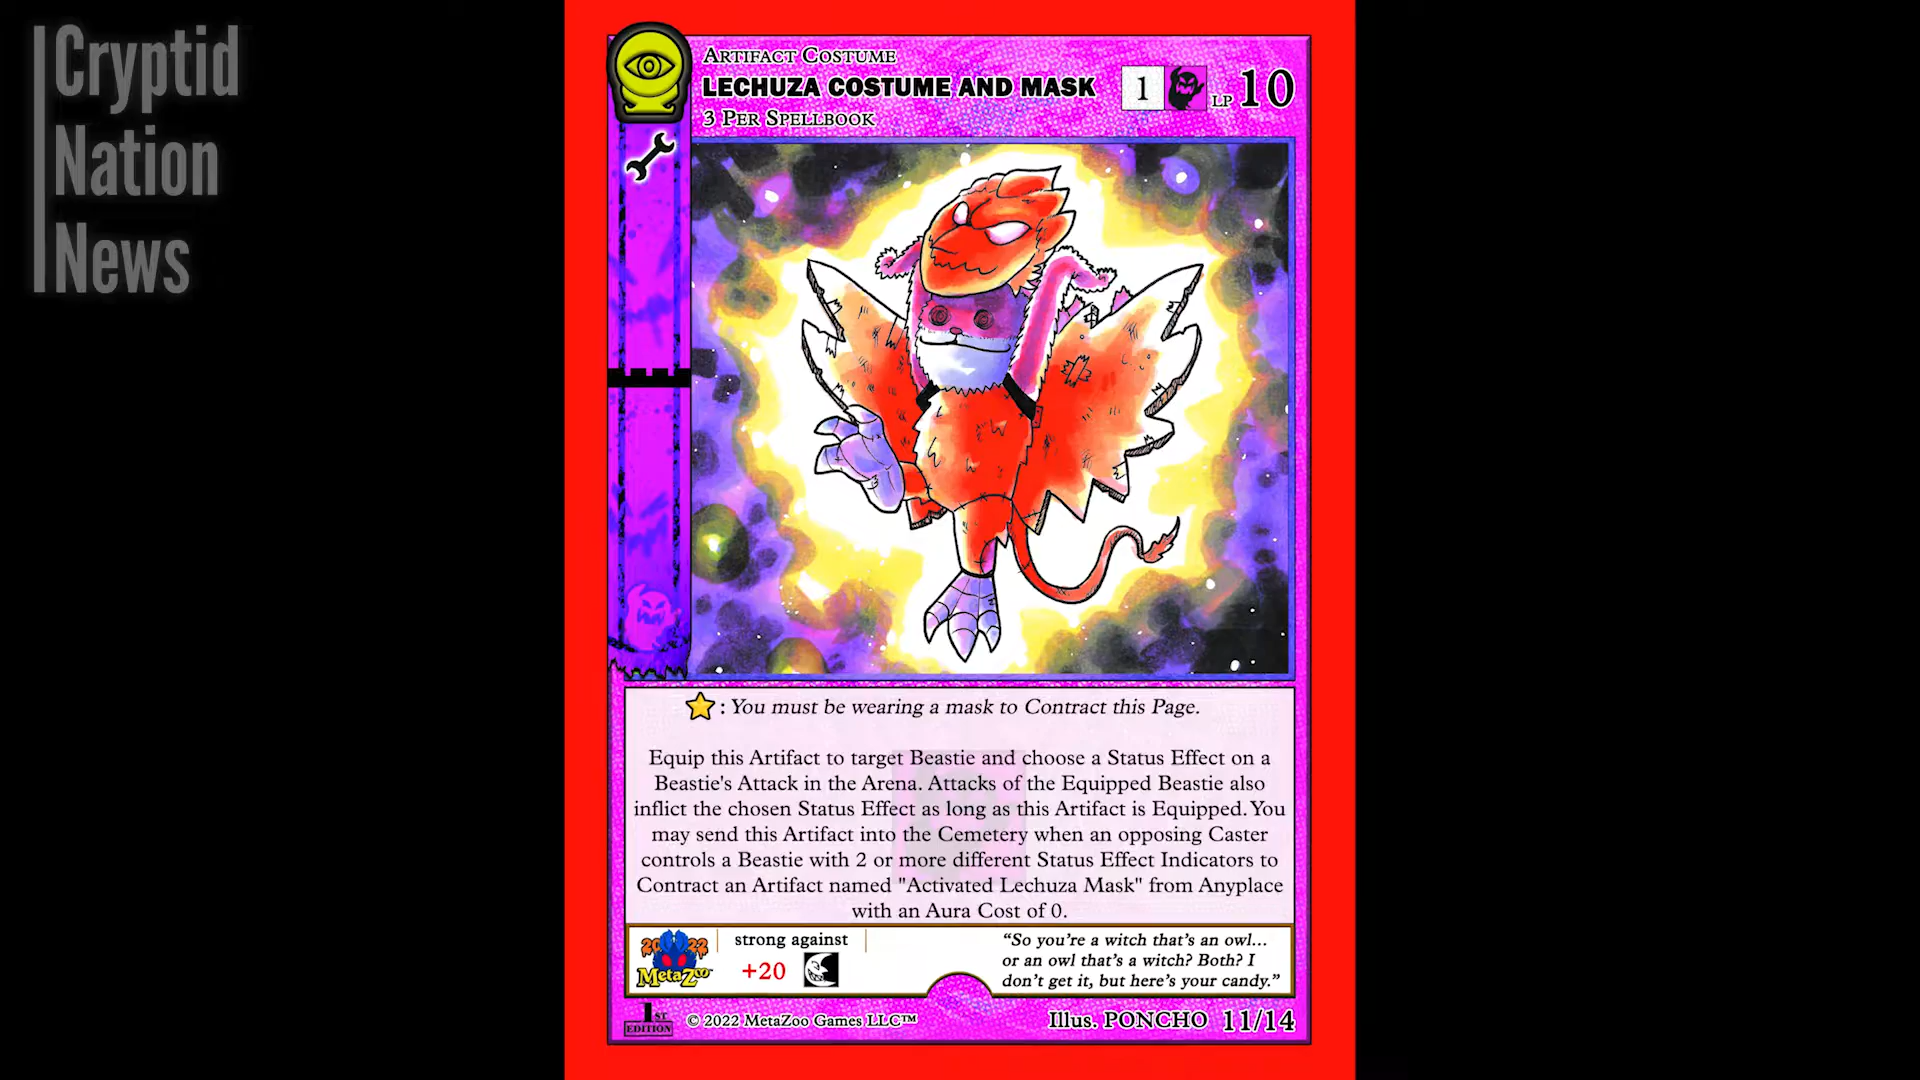 Cryptid
Nation
News
ARTIFACT COSTUME
LECHUZA COSTUME AND MASK
3 PER SPELLBOOK
1
LP 10
: You must be wearing a mask to Contract this Page.
Equip this Artifact to target Beastie and choose a Status Effect on a
Beastie's Attack in the Arena. Attacks of the Equipped Beastie also
inflict the chosen Status Effect as long as this Artifact is Equipped. You
may send this Artifact into the Cemetery when an opposing Caster
controls a Beastie with 2 or more different Status Effect Indicators to
Contract an Artifact named "Activated Lechuza Mask" from Anyplace
with an Aura Cost of 0.
2022
MetaZoo
strong against
+20
“So you’re a witch that’s an owl...
or an owl that’s a witch? Both? I
don’t get it, but here’s your candy.”
1ST
EDITION
© 2022 MetaZoo Games LLC™
Illus. PONCHO 11/14